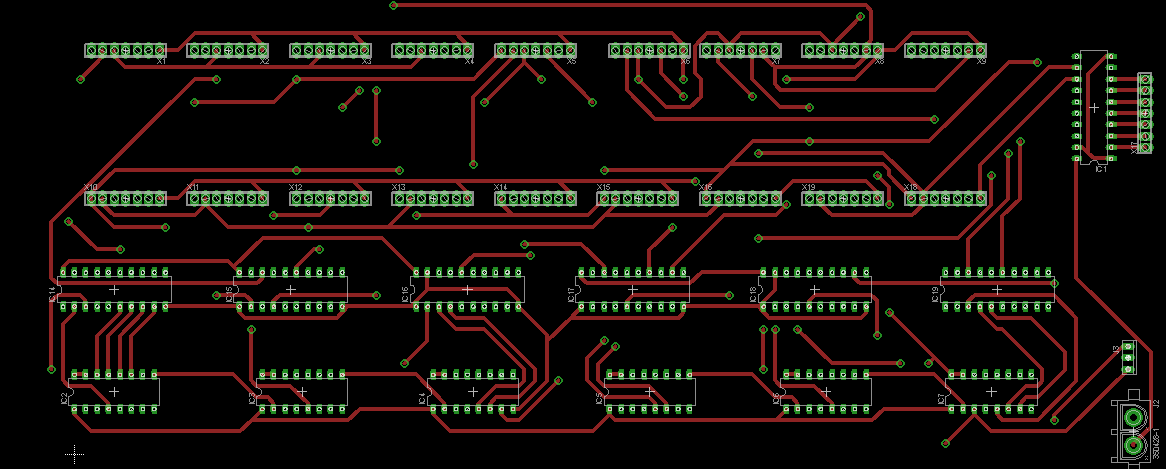 X1
X2
X3
X4
X5
X6
X7
X8
X9
X17
IC1
X10
X11
X12
X13
X14
X15
X16
X19
X18
IC14
IC15
IC16
IC17
IC18
IC19
J3
IC2
IC3
IC4
IC5
IC6
IC7
J2